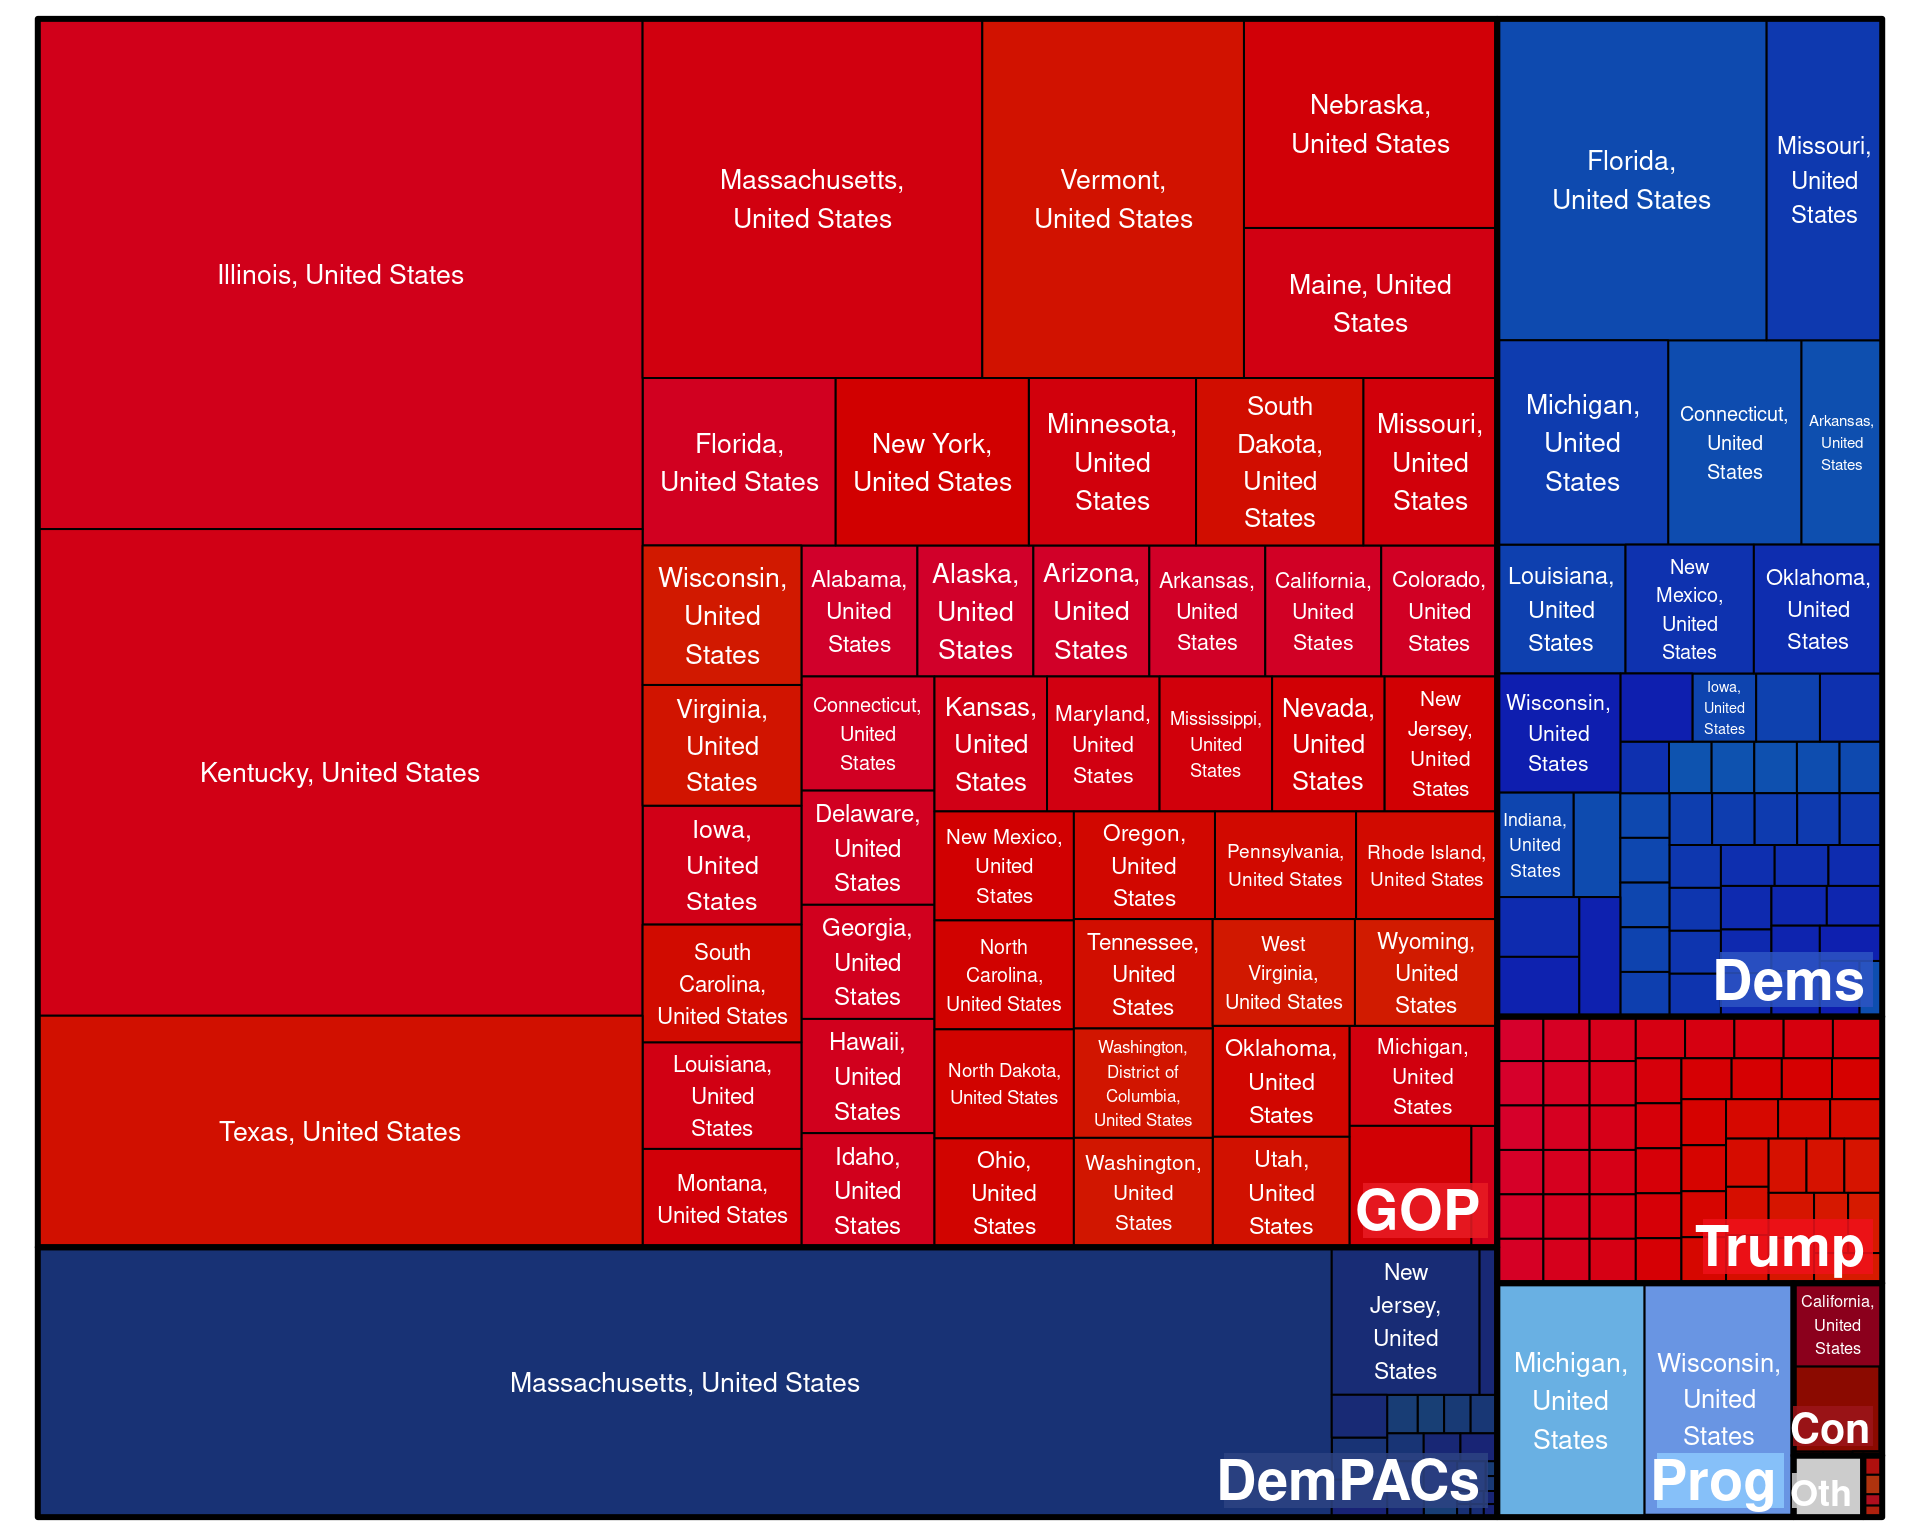 Illinois, United States
Kentucky, United States
Texas, United States
Massachusetts,
United States
Vermont,
United States
Nebraska,
United States
Maine, United
States
Florida,
United States
New York,
United States
Minnesota,
United
States
South
Dakota,
United
States
Missouri,
United
States
Wisconsin,
United
States
Virginia,
United
States
Iowa,
United
States
South
Carolina,
United States
Louisiana,
United
States
Montana,
United States
Alabama,
United
States
Alaska,
United
States
Arizona,
United
States
Arkansas,
United
States
California,
United
States
Colorado,
United
States
Connecticut,
United
States
Delaware,
United
States
Georgia,
United
States
Hawaii,
United
States
Idaho,
United
States
Kansas,
United
States
Maryland,
United
States
Mississippi,
United
States
Nevada,
United
States
New
Jersey,
United
States
New Mexico,
United
States
North
Carolina,
United States
North Dakota,
United States
Ohio,
United
States
Oregon,
United
States
Pennsylvania,
United States
Rhode Island,
United States
Tennessee,
United
States
Washington,
District of
Columbia,
United States
Washington,
United
States
West
Virginia,
United States
Wyoming,
United
States
Oklahoma,
United
States
Utah,
United
States
Michigan,
United
States
GOP
Massachusetts, United States
New
Jersey,
United
States
DemPACs
Florida,
United States
Missouri,
United
States
Michigan,
United
States
Connecticut,
United
States
Arkansas,
United
States
Louisiana,
United
States
New
Mexico,
United
States
Oklahoma,
United
States
Wisconsin,
United
States
Iowa,
United
States
Indiana,
United
States
Dems
Trump
Michigan,
United
States
Wisconsin,
United
States
Prog
California,
United
States
Con
Oth